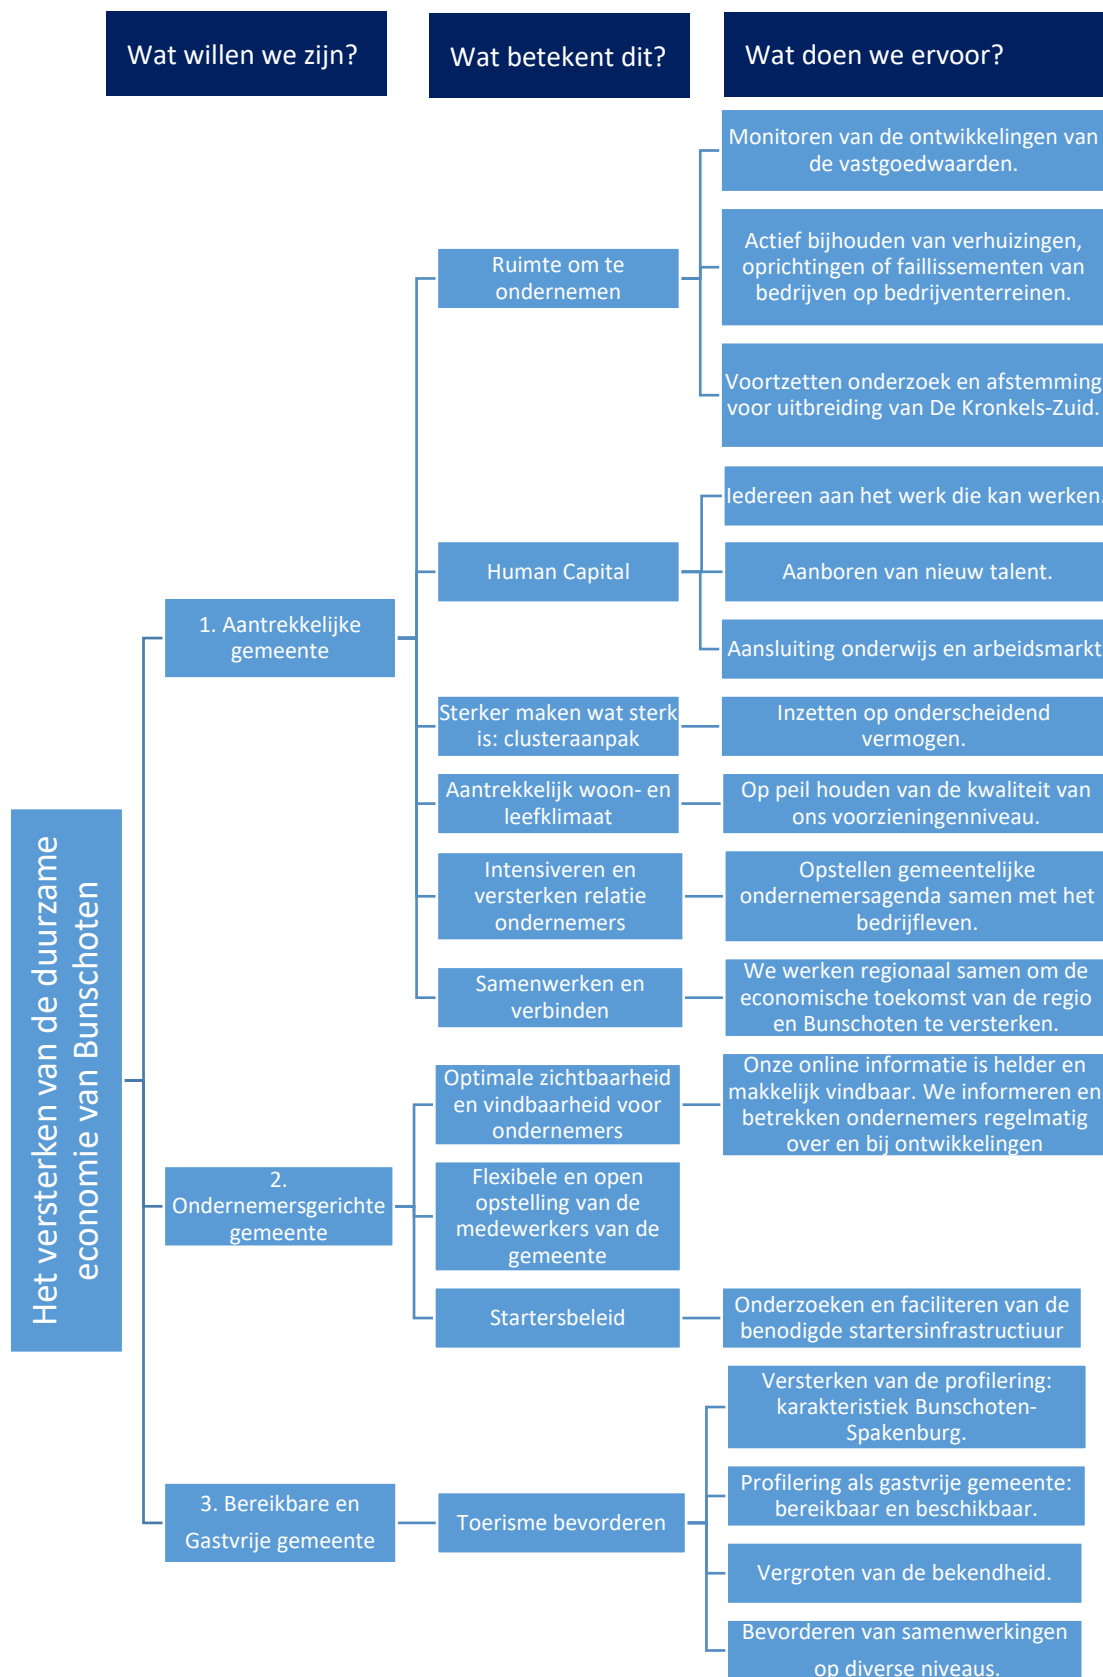 Wat willen we zijn?
Wat betekent dit?
Wat doen we ervoor?
Het versterken van de duurzame
economie van Bunschoten
1. Aantrekkelijke
gemeente
Ruimte om te
ondernemen
Monitoren van de ontwikkelingen van
de vastgoedwaarden.
Actief bijhouden van verhuizingen,
oprichtingen of faillissementen van
bedrijven op bedrijventerreinen.
Voortzetten onderzoek en afstemming
voor uitbreiding van De Kronkels-Zuid.
Human Capital
Iedereen aan het werk die kan werken.
Aanboren van nieuw talent.
Aansluiting onderwijs en arbeidsmarkt
Sterker maken wat sterk
is: clusteraanpak
Inzetten op onderscheidend
vermogen.
Aantrekkelijk woon- en
leefklimaat
Op peil houden van de kwaliteit van
ons voorzieningenniveau.
Intensiveren en
versterken relatie
ondernemers
Opstellen gemeentelijke
ondernemersagenda samen met het
bedrijfleven.
Samenwerken en
verbinden
We werken regionaal samen om de
economische toekomst van de regio
en Bunschoten te versterken.
2.
Ondernemersgerichte
gemeente
Optimale zichtbaarheid
en vindbaarheid voor
ondernemers
Onze online informatie is helder en
makkelijk vindbaar. We informeren en
betrekken ondernemers regelmatig
over en bij ontwikkelingen
Flexibele en open
opstelling van de
medewerkers van de
gemeente
Startersbeleid
Onderzoeken en faciliteren van de
benodigde startersinfrastructiuur
3. Bereikbare en
Gastvrije gemeente
Toerisme bevorderen
Versterken van de profilering:
karakteristiek Bunschoten-
Spakenburg.
Profilering als gastvrije gemeente:
bereikbaar en beschikbaar.
Vergroten van de bekendheid.
Bevorderen van samenwerkingen
op diverse niveaus.